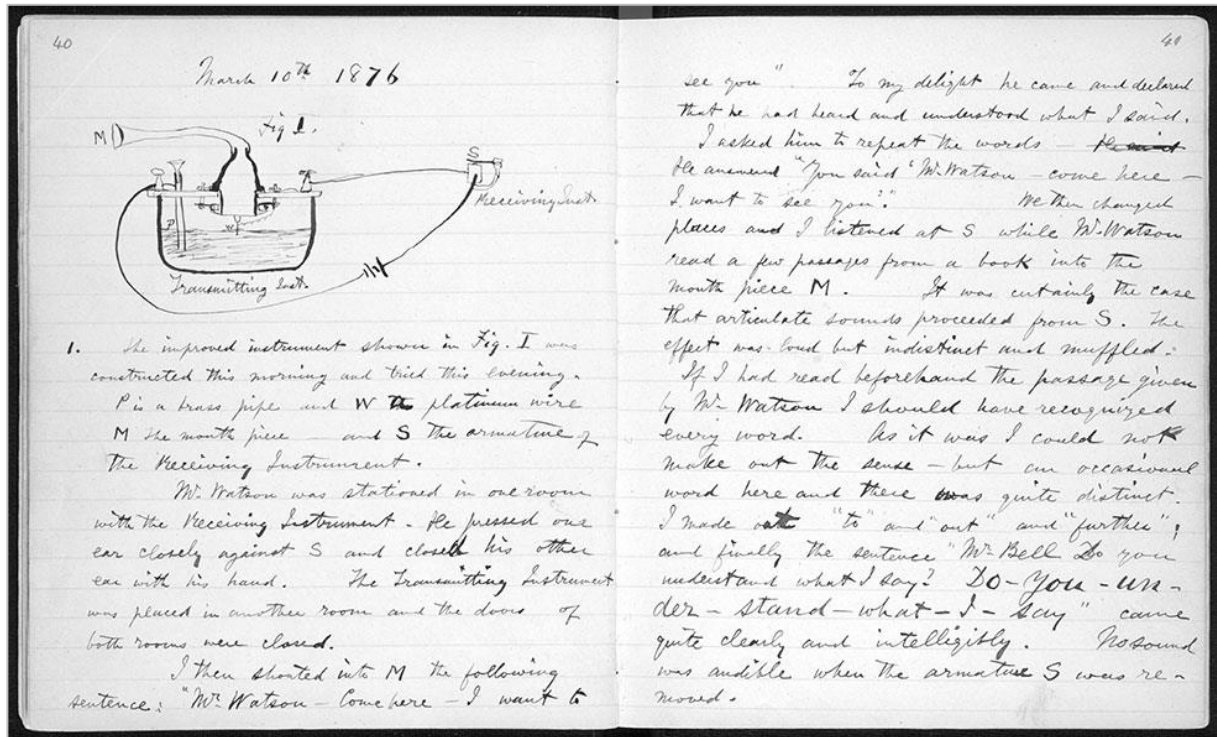 40
March 10th 1876
Fig 1.
M
S
Receiving Inst.
P
W
Transmitting Inst.
1. The improved instrument shown in Fig. I was
constructed this morning and tried this evening.
P is a brass pipe and W a platinum wire
M the mouth piece — and S the armature of
the Receiving Instrument.
Mr. Watson was stationed in one room
with the Receiving Instrument. He pressed one
ear closely against S and closed his other
ear with his hand. The Transmitting Instrument
was placed in another room and the doors of
both rooms were closed.
I then shouted into M the following
sentence: "Mr. Watson — Come here — I want to
41
see you". To my delight he came and declared
that he had heard and understood what I said.
I asked him to repeat the words —
He answered "You said 'Mr. Watson — come here —
I want to see you'." We then changed
places and I listened at S while Mr. Watson
read a few passages from a book into the
mouth piece M. It was certainly the case
that articulate sounds proceeded from S. The
effect was loud but indistinct and muffled.
If I had read beforehand the passage given
by Mr. Watson I should have recognized
every word. As it was I could not
make out the sense — but an occasional
word here and there was quite distinct.
I made out "to" and "out" and "further";
and finally the sentence "Mr. Bell Do you
understand what I say? Do — you — un —
der — stand — what — I — say" came
quite clearly and intelligibly. No sound
was audible when the armature S was re-
moved.